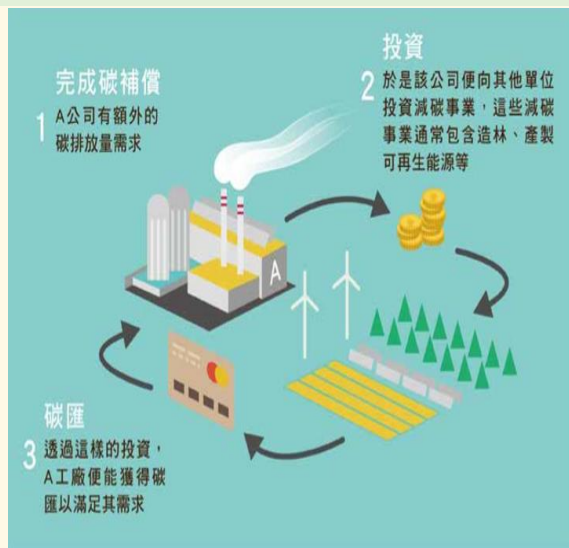 完成碳補償
1
A公司有額外的
碳排放量需求
投資
2
於是該公司便向其他單位
投資減碳事業，這些減碳
事業通常包含造林、產製
可再生能源等
A
碳匯
3
透過這樣的投資，
A工廠便能獲得碳
匯以滿足其需求